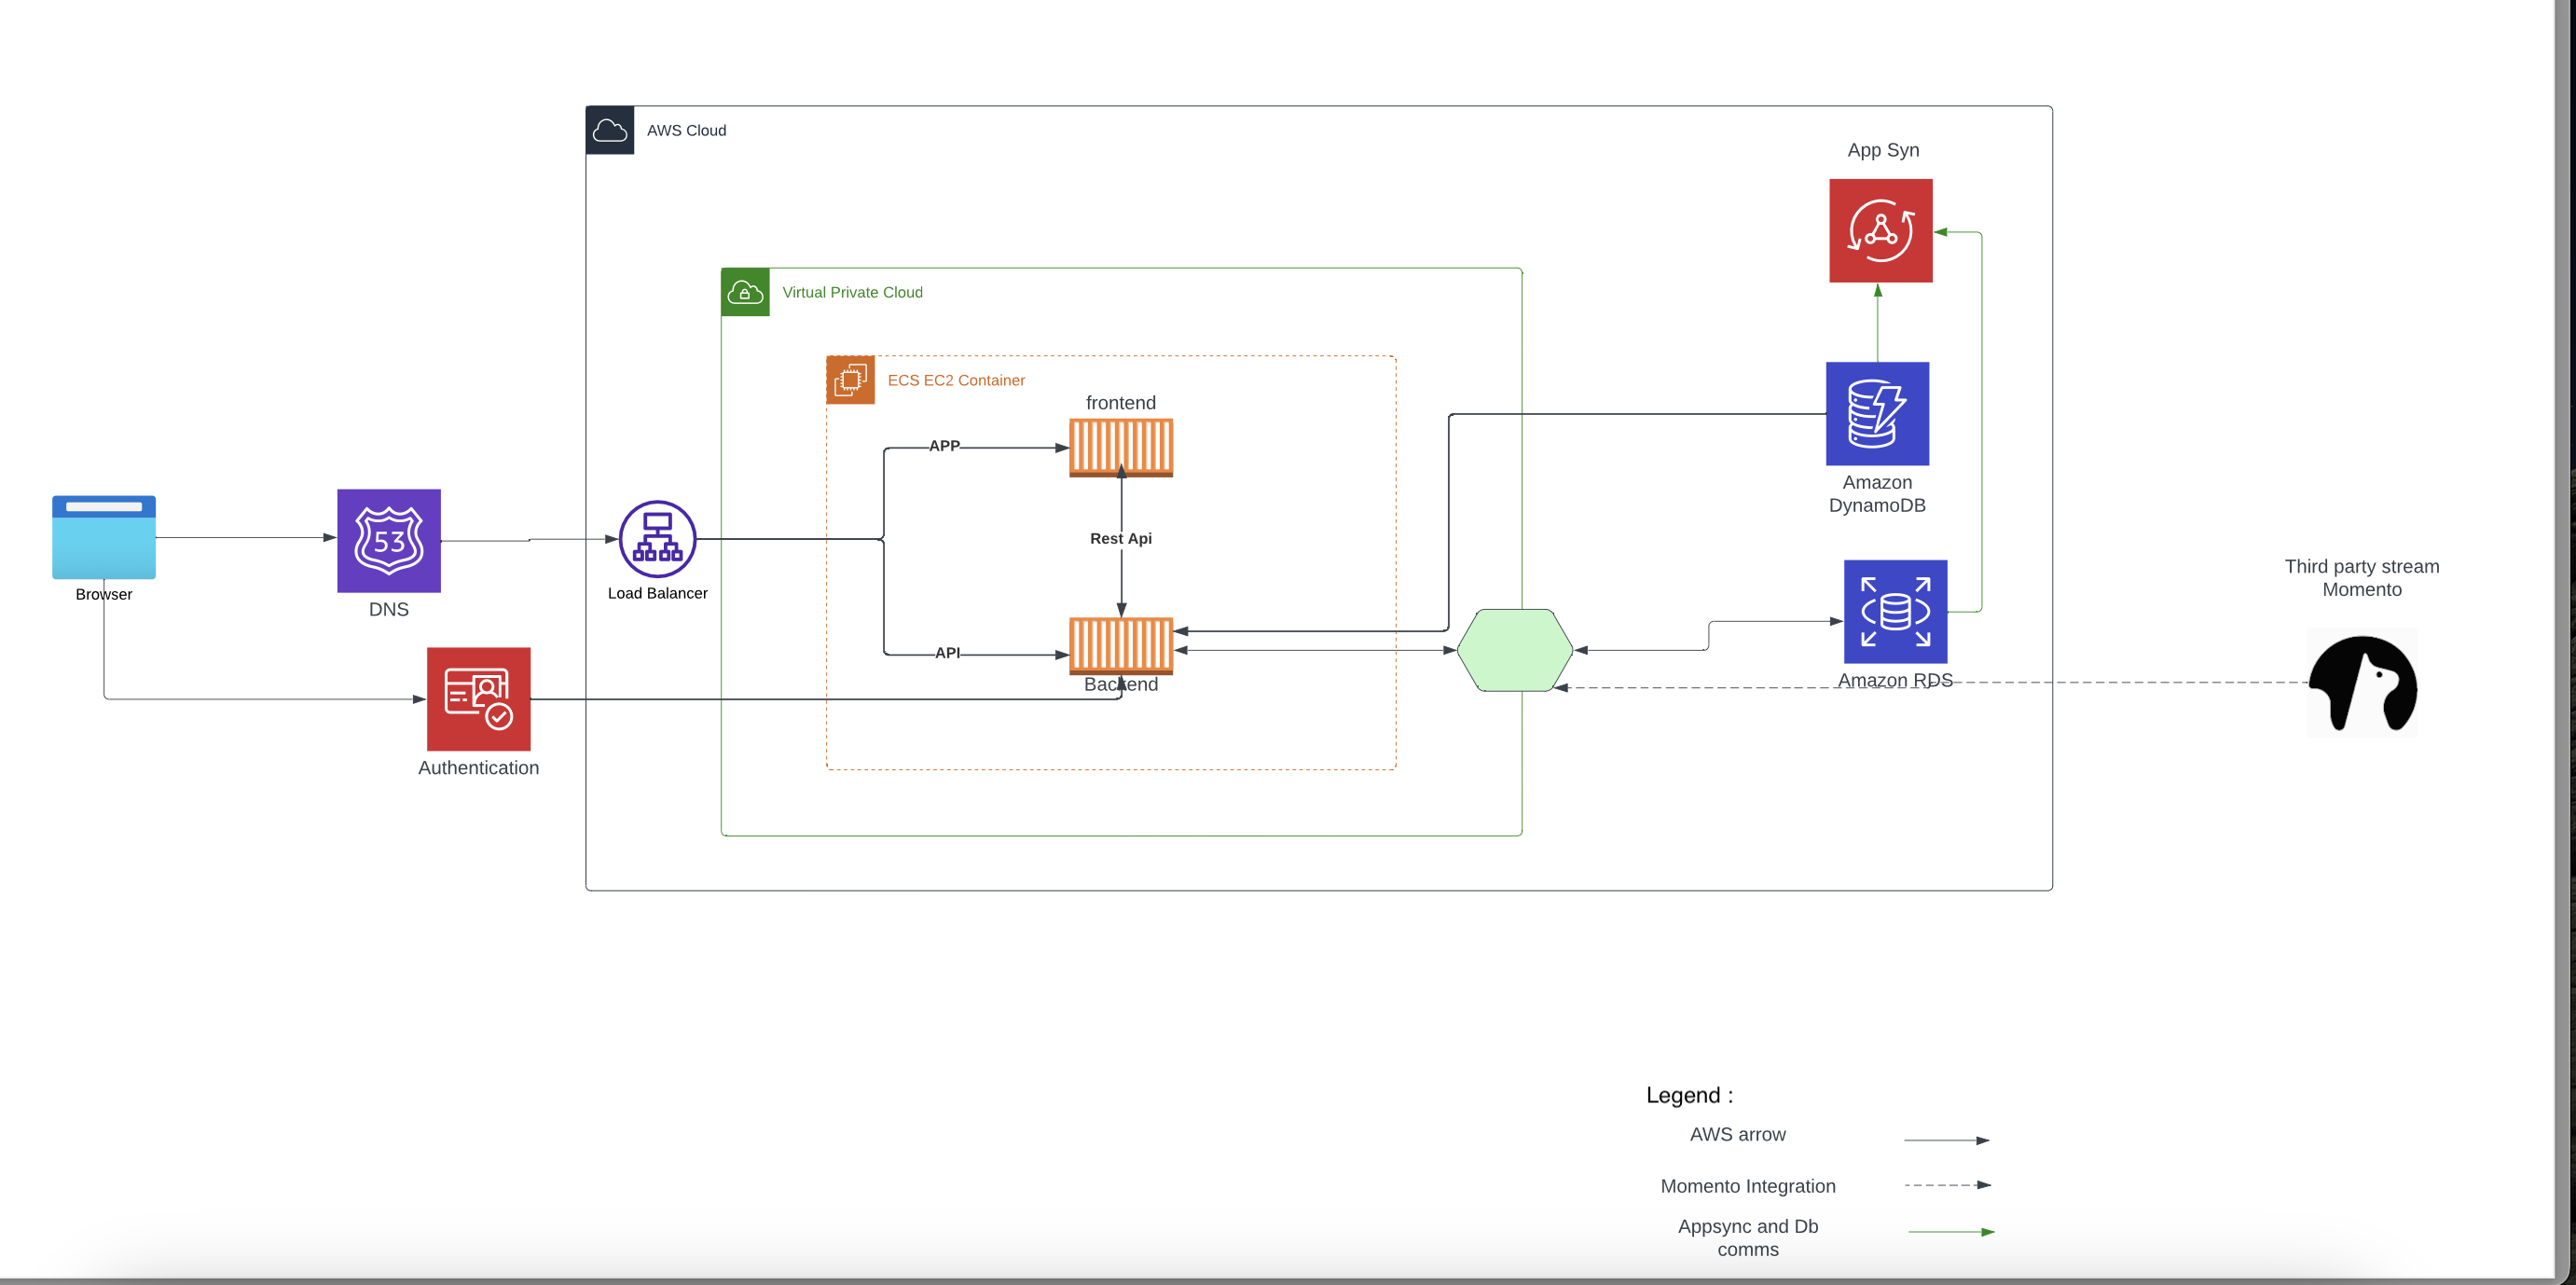 AWS Cloud
App Syn
Virtual Private Cloud
ECS EC2 Container
frontend
APP
Amazon
DynamoDB
53
Rest Api
Third party stream
Momento
Browser
Load Balancer
DNS
API
Backend
Amazon RDS
Authentication
Legend :
AWS arrow
Momento Integration
Appsync and Db
comms